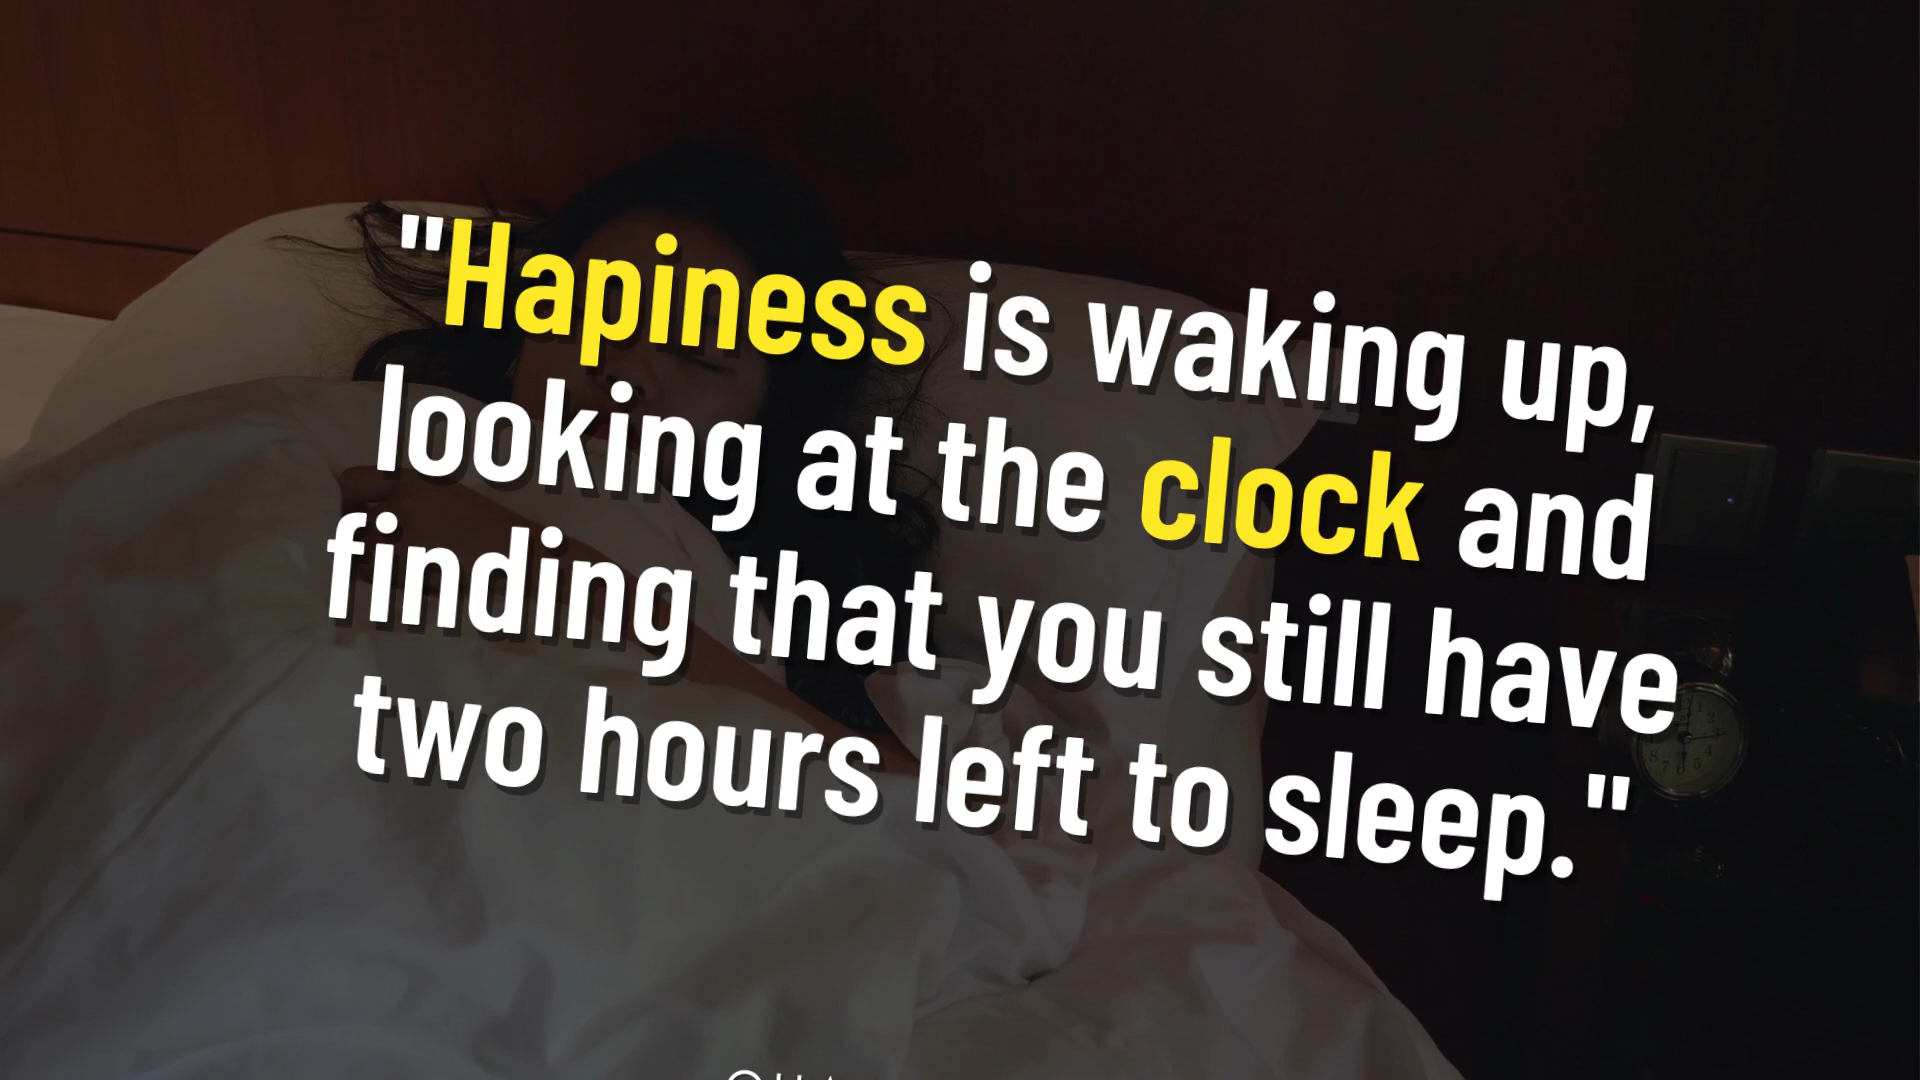 "Hapiness is waking up,
looking at the clock and
finding that you still have
two hours left to sleep."